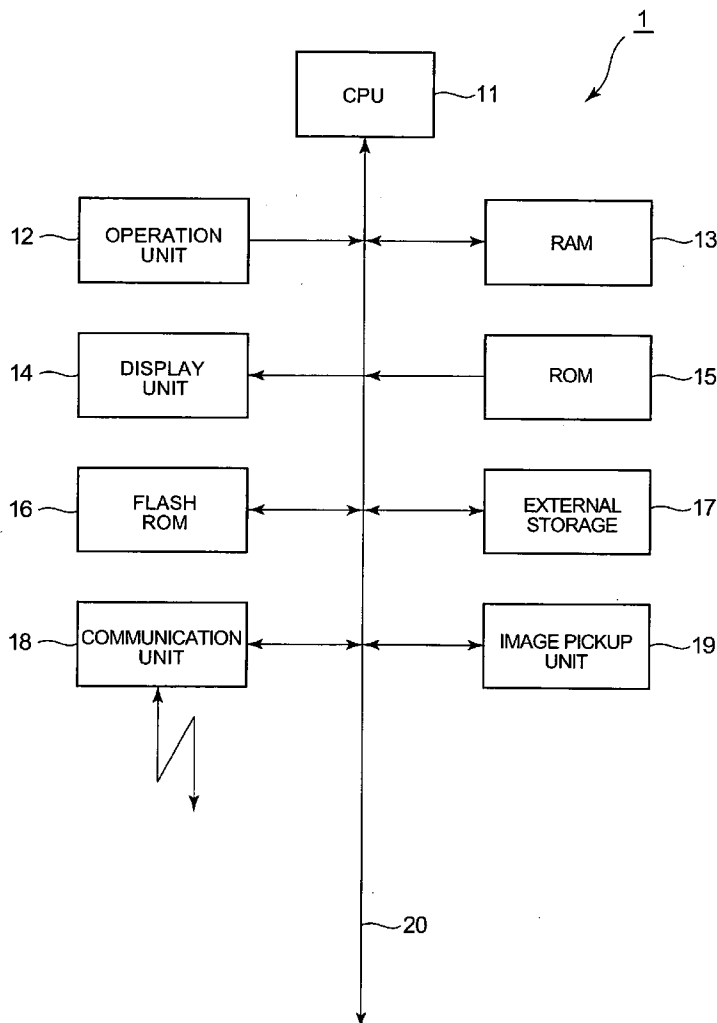 1
CPU
11
12
OPERATION
UNIT
RAM
13
14
DISPLAY
UNIT
ROM
15
16
FLASH
ROM
EXTERNAL
STORAGE
17
18
COMMUNICATION
UNIT
IMAGE PICKUP
UNIT
19
20